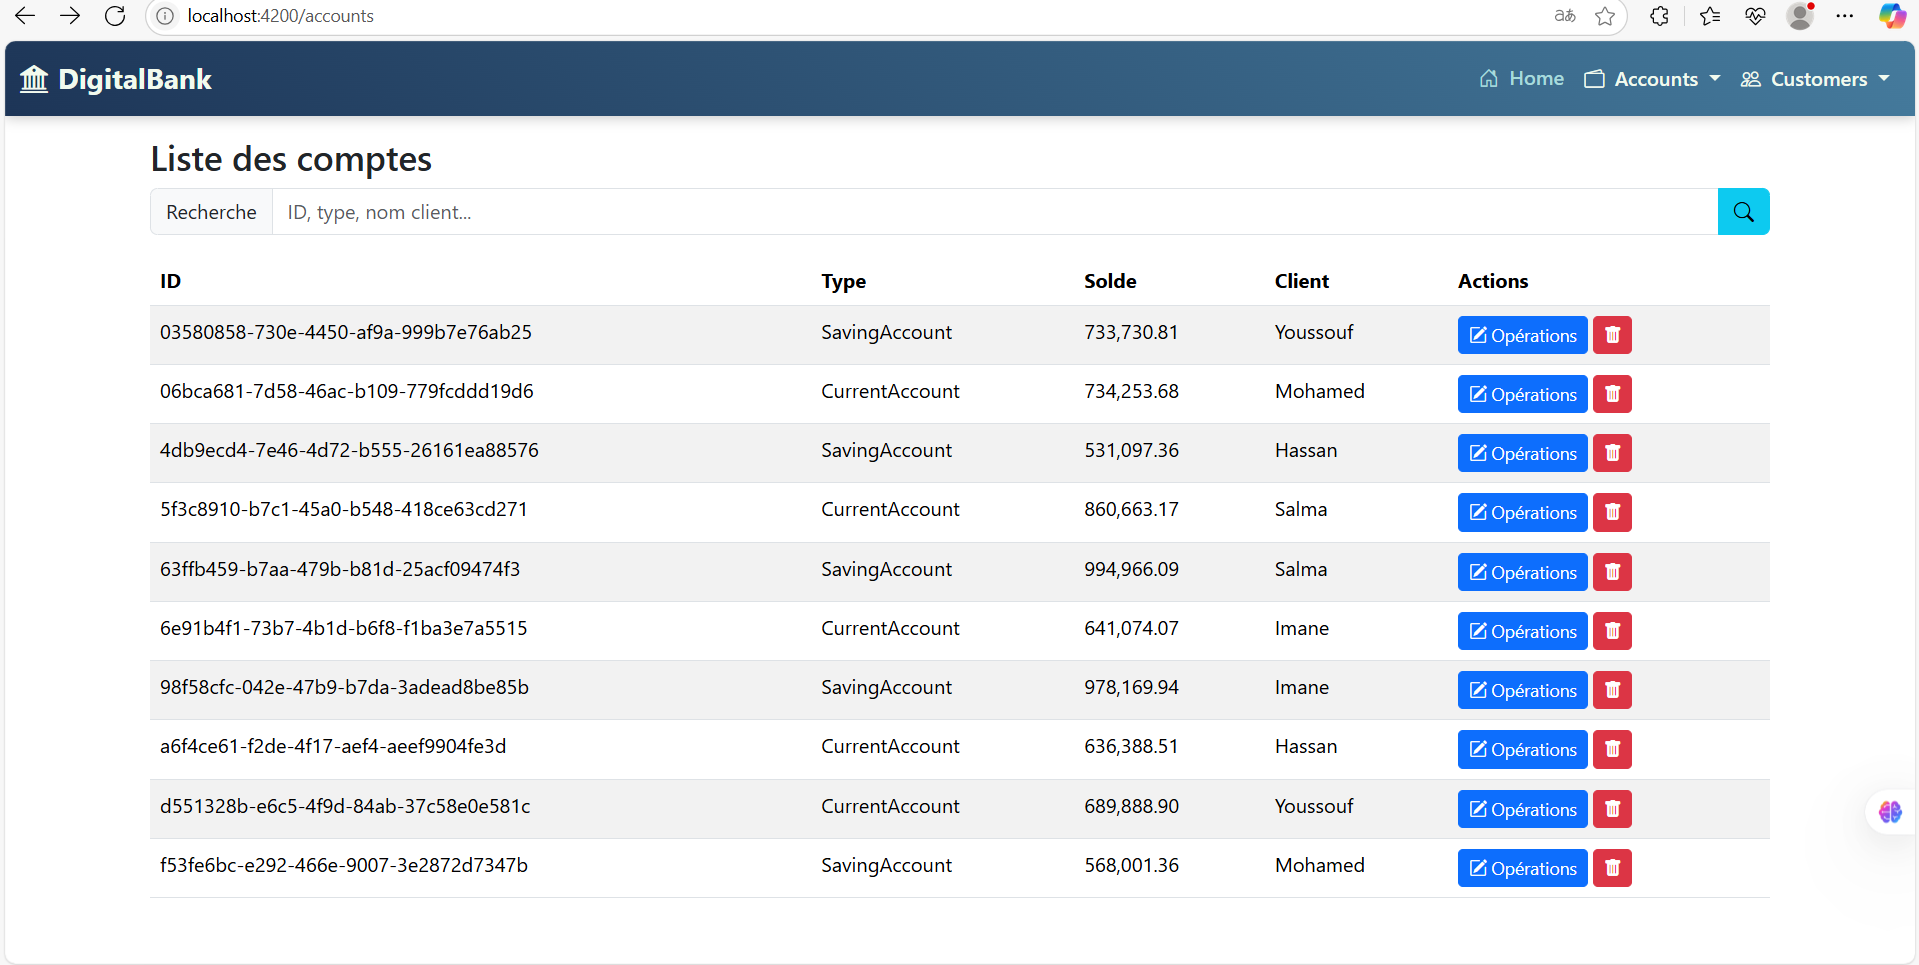 localhost:4200/accounts
DigitalBank Home Accounts Customers
Liste des comptes
Recherche ID, type, nom client...
ID Type Solde Client Actions
03580858-730e-4450-af9a-999b7e76ab25 SavingAccount 733,730.81 Youssouf Opérations
06bca681-7d58-46ac-b109-779fcddd19d6 CurrentAccount 734,253.68 Mohamed Opérations
4db9ecd4-7e46-4d72-b555-26161ea88576 SavingAccount 531,097.36 Hassan Opérations
5f3c8910-b7c1-45a0-b548-418ce63cd271 CurrentAccount 860,663.17 Salma Opérations
63ffb459-b7aa-479b-b81d-25acf09474f3 SavingAccount 994,966.09 Salma Opérations
6e91b4f1-73b7-4b1d-b6f8-f1ba3e7a5515 CurrentAccount 641,074.07 Imane Opérations
98f58cfc-042e-47b9-b7da-3adead8be85b SavingAccount 978,169.94 Imane Opérations
a6f4ce61-f2de-4f17-aef4-aeef9904fe3d CurrentAccount 636,388.51 Hassan Opérations
d551328b-e6c5-4f9d-84ab-37c58e0e581c CurrentAccount 689,888.90 Youssouf Opérations
f53fe6bc-e292-466e-9007-3e2872d7347b SavingAccount 568,001.36 Mohamed Opérations